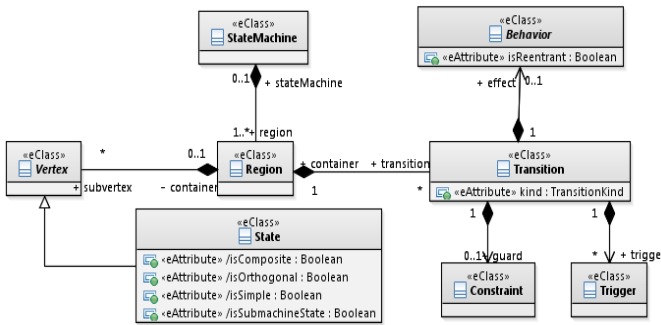 «eClass»
StateMachine
«eClass»
Behavior
«eAttribute» isReentrant : Boolean
0..1
+ stateMachine
+ effect
0..1
1..*
+ region
1
«eClass»
Vertex
*
+ subvertex
0..1
- container
«eClass»
Region
+ container
1
+ transition
*
«eClass»
Transition
«eAttribute» kind : TransitionKind
1
1
«eClass»
State
«eAttribute» /isComposite : Boolean
«eAttribute» /isOrthogonal : Boolean
«eAttribute» /isSimple : Boolean
«eAttribute» /isSubmachineState : Boolean
0..1
+ guard
*
+ trigge
«eClass»
Constraint
«eClass»
Trigger